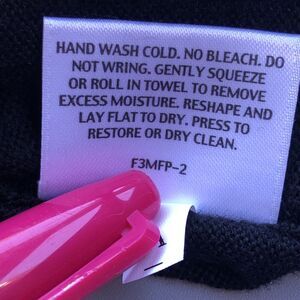 HAND WASH COLD. NO BLEACH. DO
NOT WRING. GENTLY SQUEEZE
OR ROLL IN TOWEL TO REMOVE
EXCESS MOISTURE. RESHAPE AND
LAY FLAT TO DRY. PRESS TO
RESTORE OR DRY CLEAN.
F3MFP-2